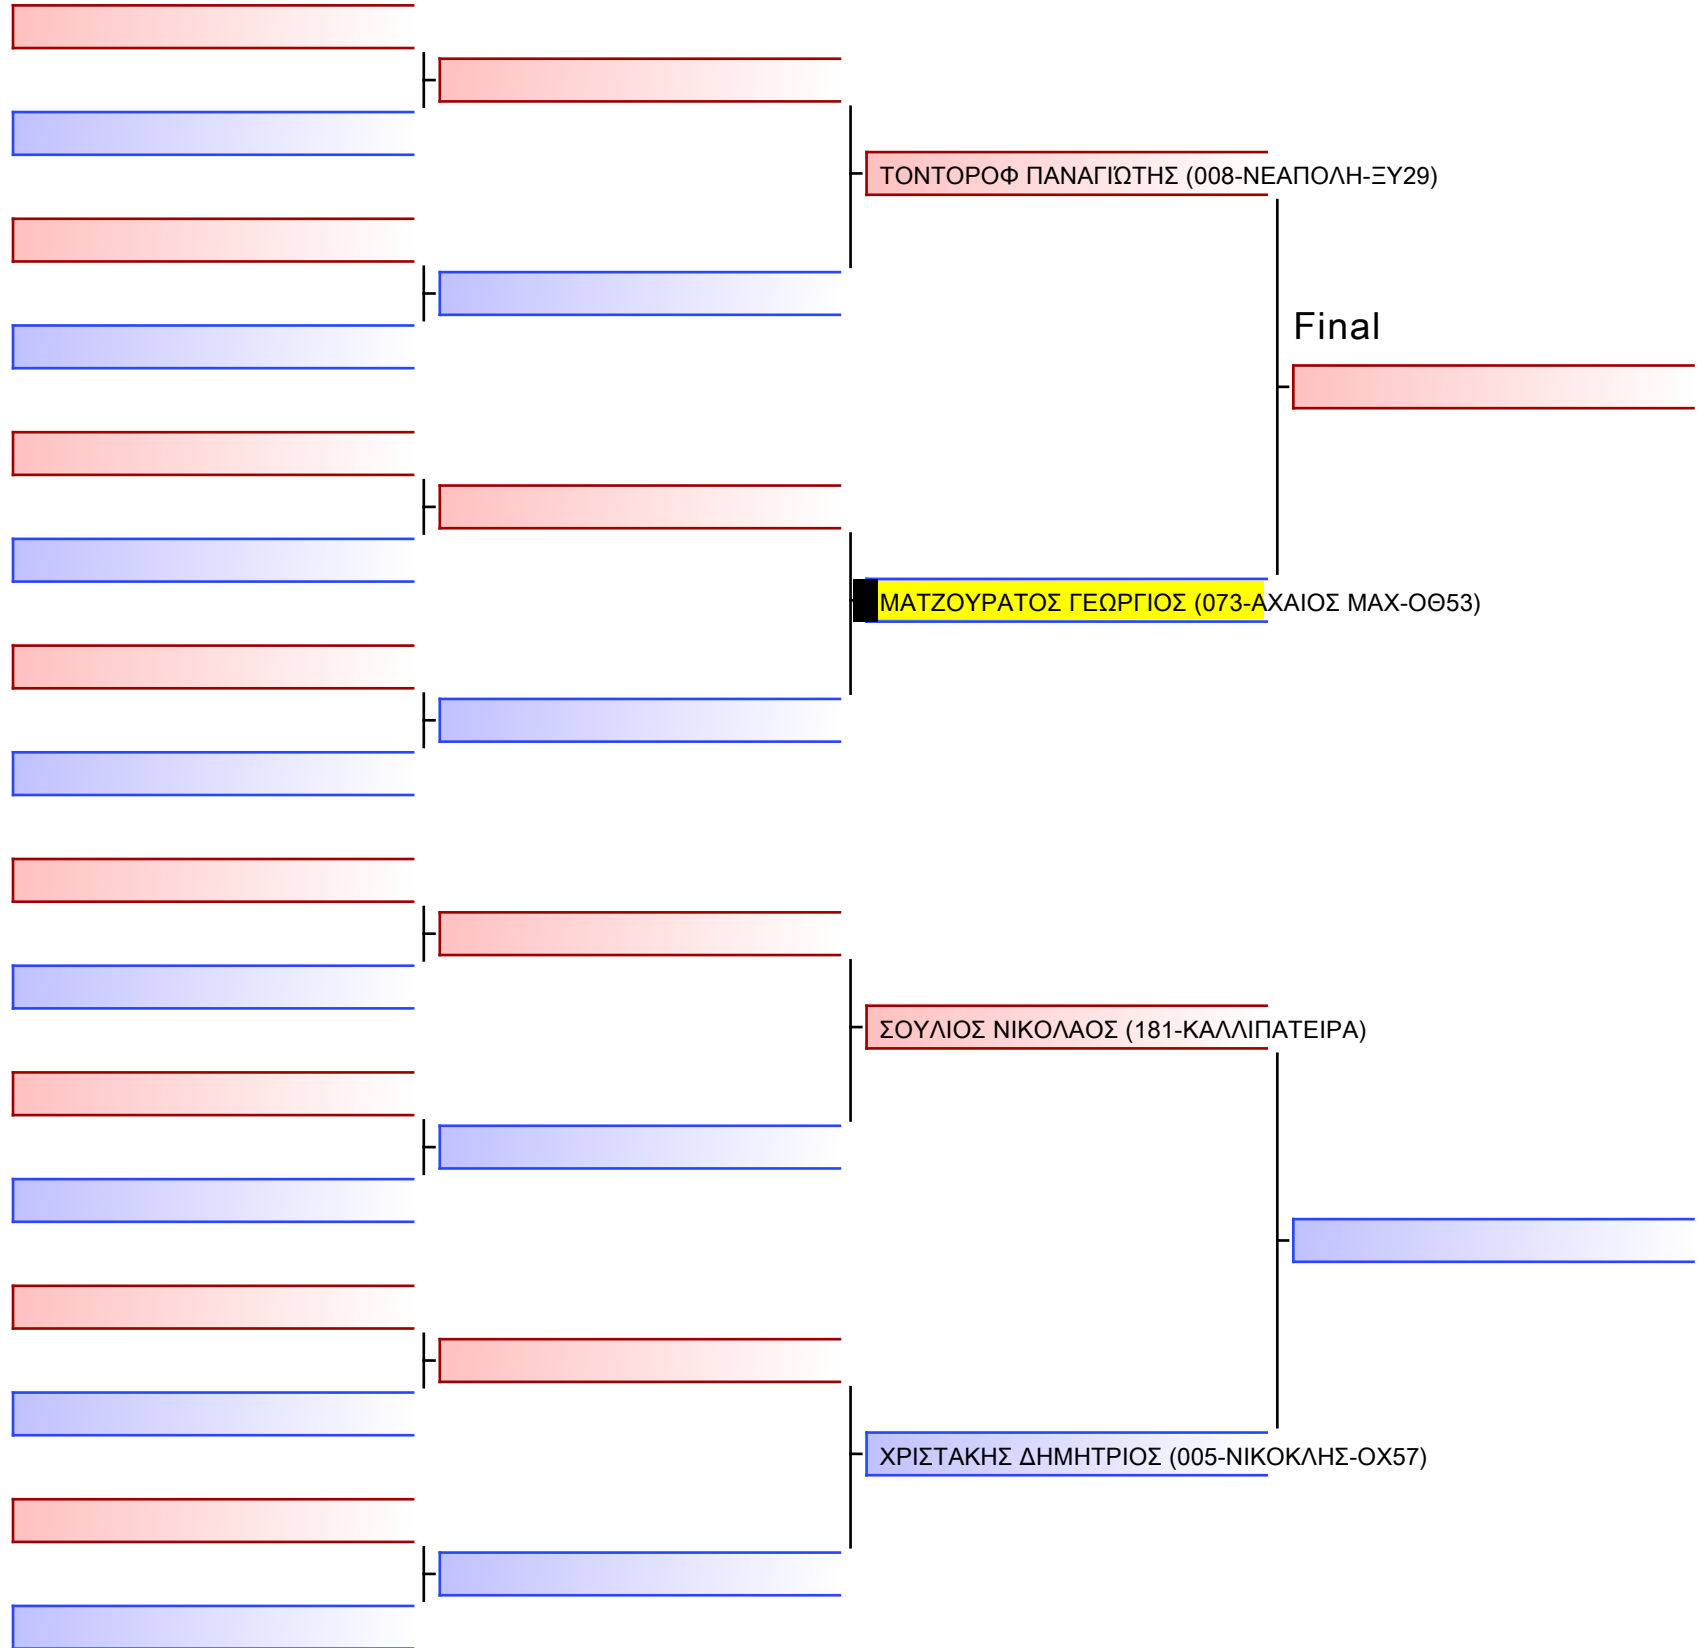 ΤΟΝΤΟΡΟΦ ΠΑΝΑΓΙΏΤΗΣ (008-ΝΕΑΠΟΛΗ-ΞΥ29)
Final
ΜΑΤΖΟΥΡΑΤΟΣ ΓΕΩΡΓΙΟΣ (073-ΑΧΑΙΟΣ ΜΑΧ-ΟΘ53)
ΣΟΥΛΙΟΣ ΝΙΚΟΛΑΟΣ (181-ΚΑΛΛΙΠΑΤΕΙΡΑ)
ΧΡΙΣΤΑΚΗΣ ΔΗΜΗΤΡΙΟΣ (005-ΝΙΚΟΚΛΗΣ-ΟΧ57)